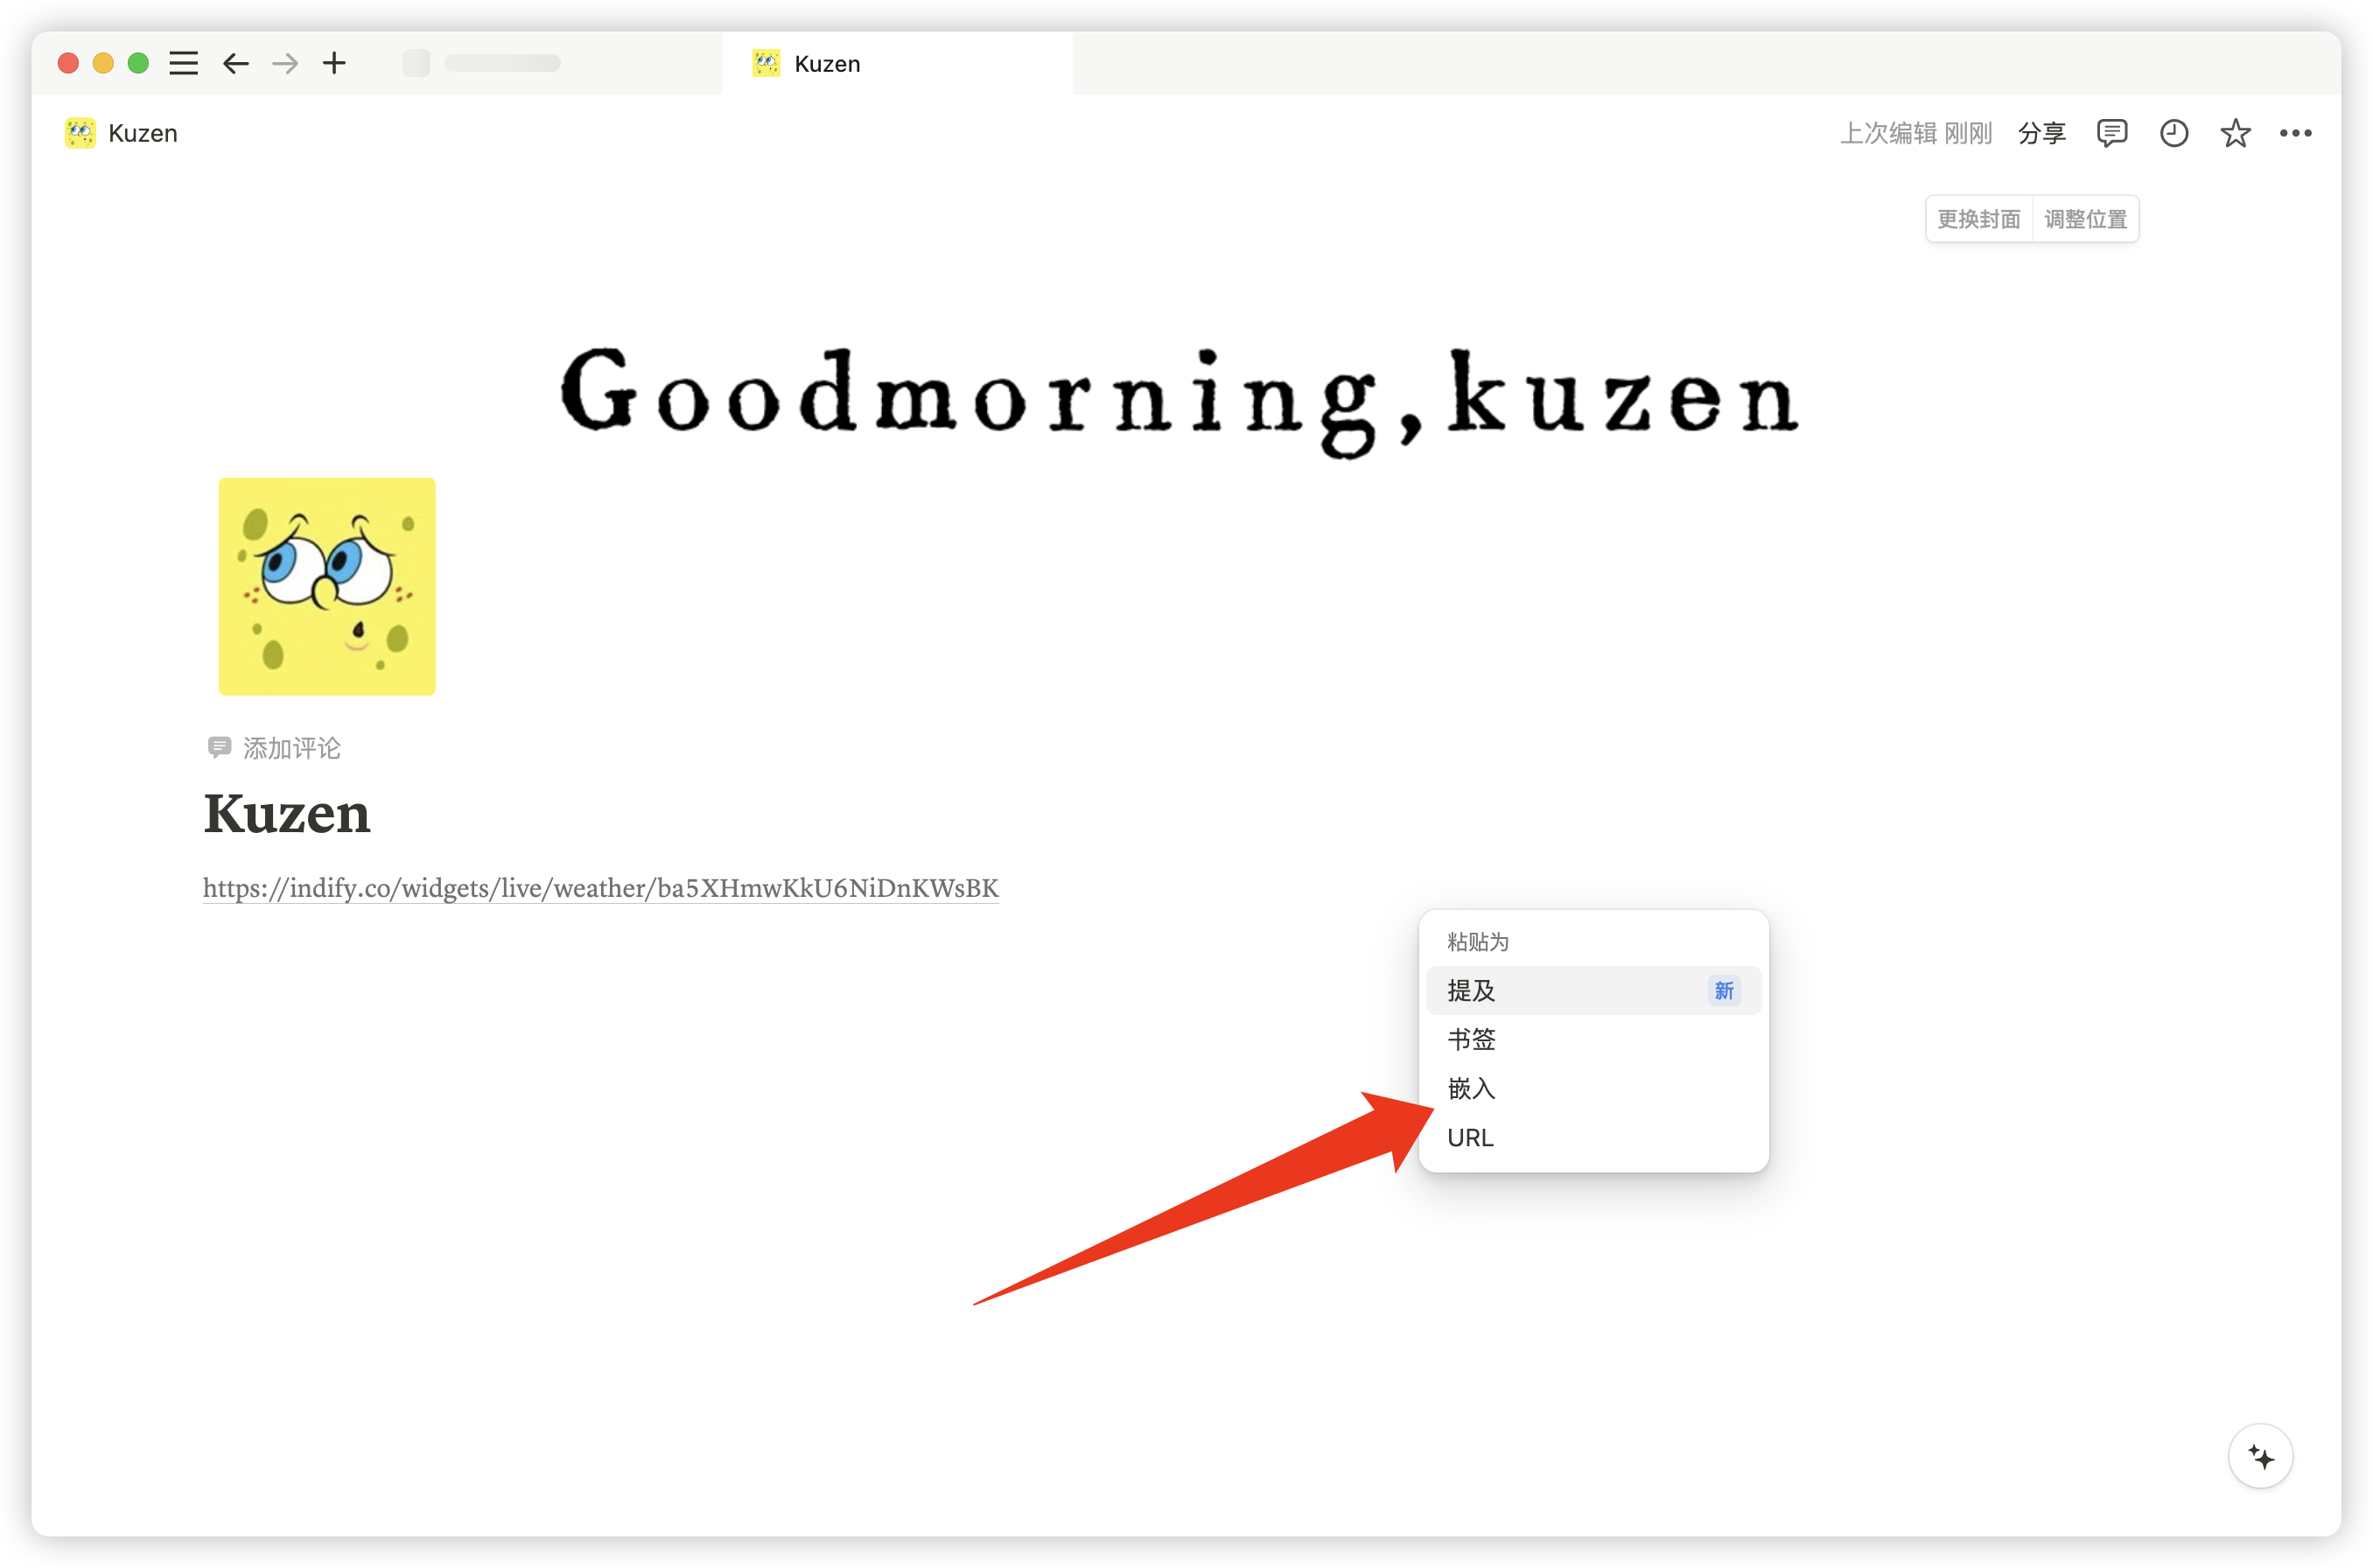 Kuzen
Kuzen
上次编辑 刚刚 分享
更换封面 调整位置
Goodmorning,kuzen
添加评论
Kuzen
https://indify.co/widgets/live/weather/ba5XHmwKkU6NiDnKWsBK
粘贴为
提及 新
书签
嵌入
URL